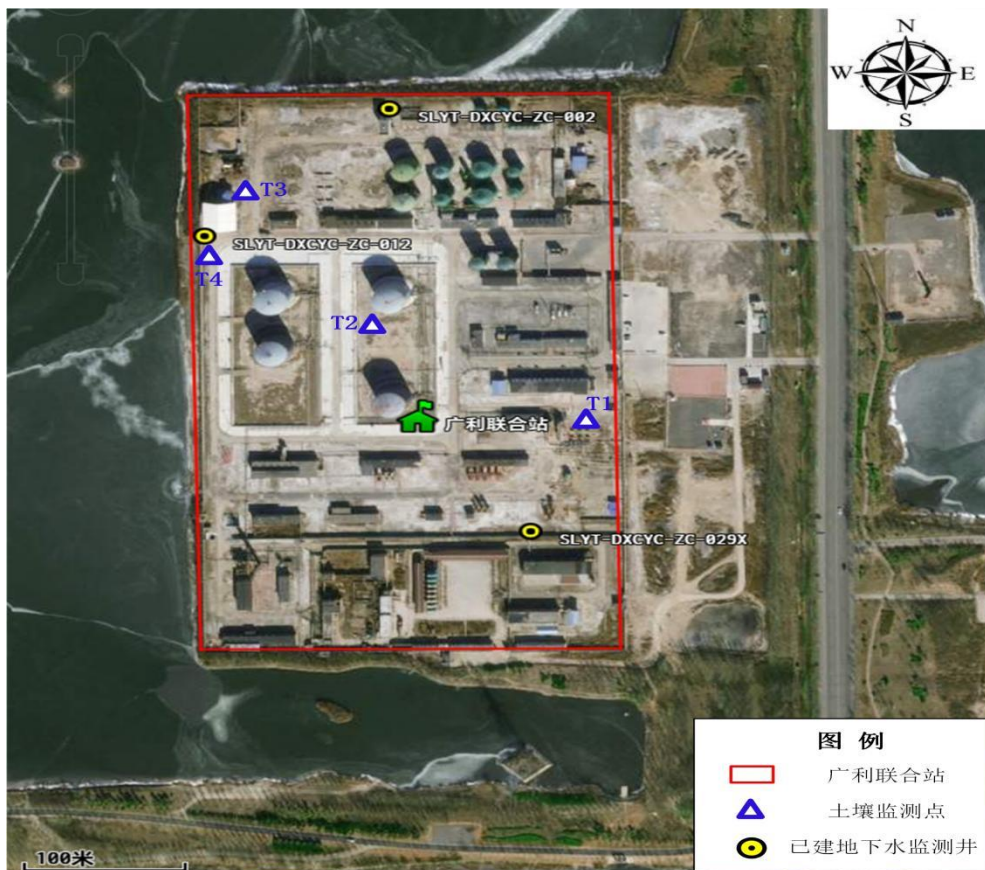 N
W E
S
SLYT-DXCYC-ZC-002
T3
SLYT-DXCYC-ZC-012
T4
T2
T1
广利联合站
SLYT-DXCYC-ZC-029X
图 例
广利联合站
土壤监测点
已建地下水监测井
100米